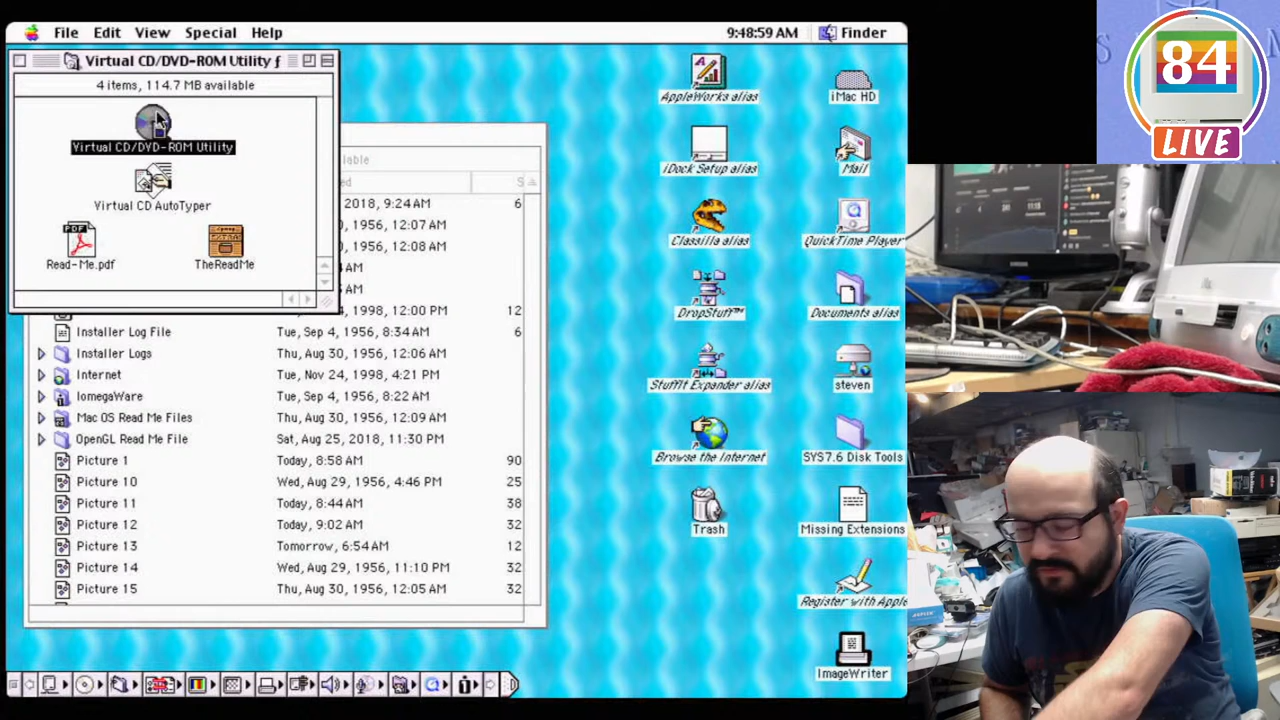 File Edit View Special Help
9:48:59 AM
Finder
84
LIVE
Virtual CD/DVD-ROM Utility ƒ
4 items, 114.7 MB available
Virtual CD/DVD-ROM Utility
Virtual CD AutoTyper
PDF
Read-Me.pdf
TheReadMe
lable
ed
S
2018, 9:24 AM 6
1956, 12:07 AM
1956, 12:08 AM
AM
AM
1998, 4:21 PM 12
Installer Log File Tue, Sep 4, 1956, 8:34 AM 6
Installer Logs Thu, Aug 30, 1956, 12:06 AM
Internet Tue, Nov 24, 1998, 4:21 PM
IomegaWare Tue, Sep 4, 1956, 8:22 AM
Mac OS Read Me Files Thu, Aug 30, 1956, 12:05 AM
OpenGL Read Me File Sat, Aug 25, 2018, 11:30 PM
Picture 1 Today, 8:58 AM 90
Picture 10 Wed, Aug 29, 1956, 4:46 PM 25
Picture 11 Today, 8:44 AM 38
Picture 12 Today, 9:02 AM 32
Picture 13 Tomorrow, 6:54 AM 12
Picture 14 Wed, Aug 29, 1956, 11:10 PM 32
Picture 15 Thu, Aug 30, 1956, 12:05 AM 32
AppleWorks alias
iMac HD
iDock Setup alias
Mail
Classilla alias
QuickTime Player
DropStuff™
Documents alias
StuffIt Expander alias
steven
Browse the Internet
SYS7.6 Disk Tools
Trash
Missing Extensions
Register with Apple
ImageWriter